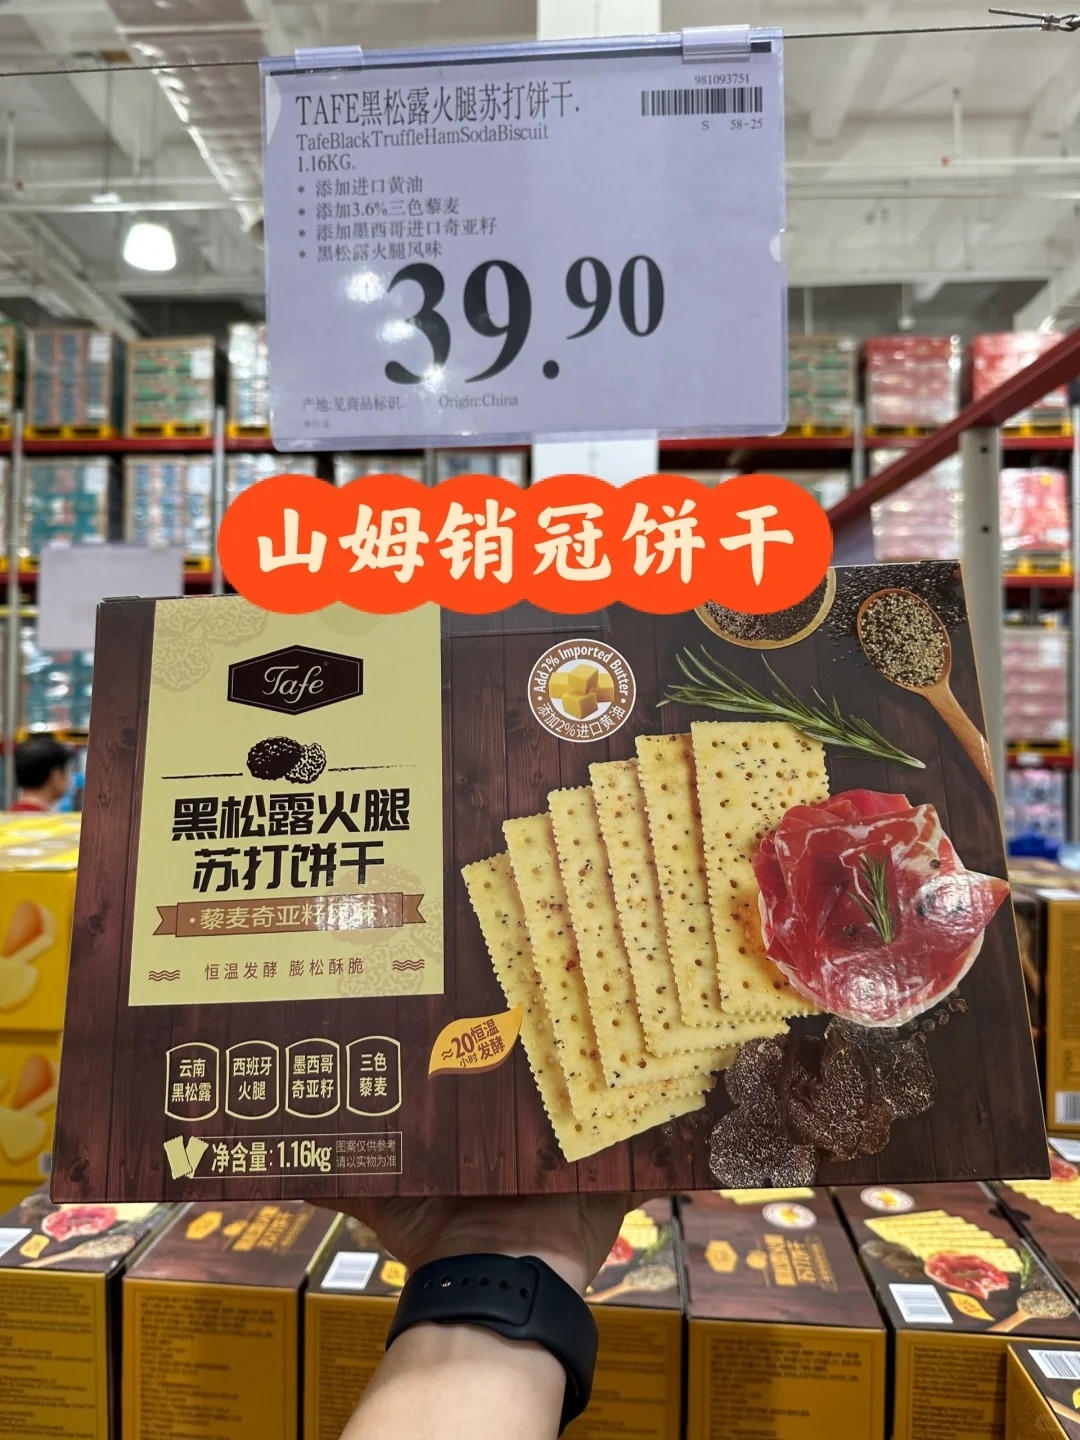 TAFE黑松露火腿苏打饼干.
981093751
S 58-25
TafeBlackTruffleHamSodaBiscuit
1.16KG.
* 添加进口黄油
* 添加3.6%三色藜麦
* 添加墨西哥进口奇亚籽
* 黑松露火腿风味
39.90
产地:见商品标识. Origin:China
山姆销冠饼干
Tafe
Add 2% Imported Butter
添加2%进口黄油
黑松露火腿
苏打饼干
·藜麦奇亚籽
恒温发酵 膨松酥脆
≈20小时恒温发酵
云南
黑松露
西班牙
火腿
墨西哥
奇亚籽
三色
藜麦
净含量:1.16kg
图案仅供参考
请以实物为准